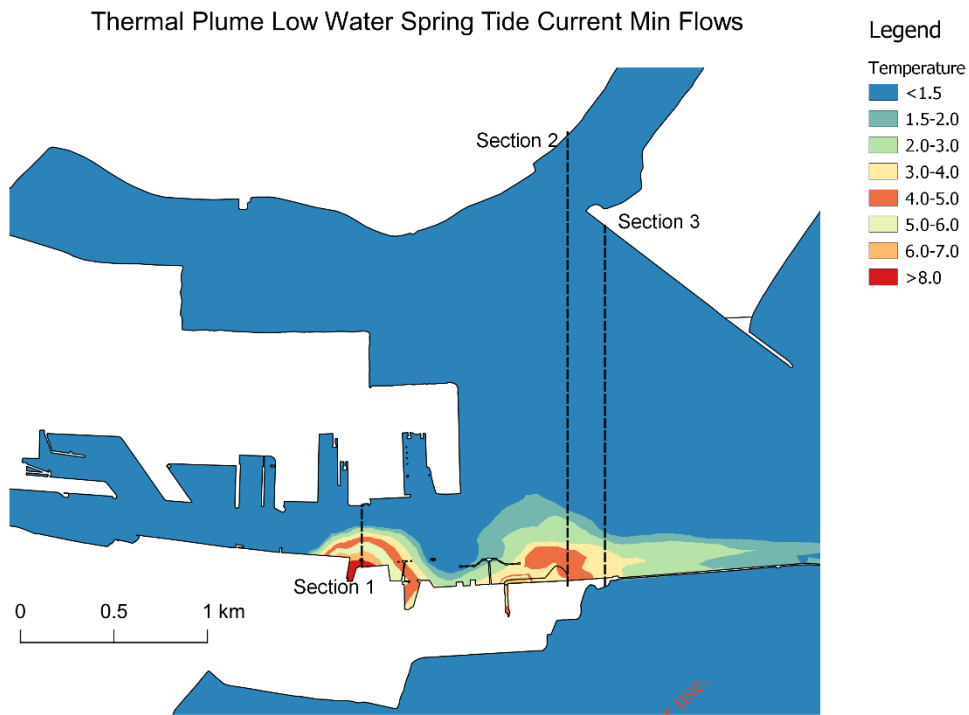 Thermal Plume Low Water Spring Tide Current Min Flows
Legend
Temperature
<1.5
1.5-2.0
2.0-3.0
3.0-4.0
4.0-5.0
5.0-6.0
6.0-7.0
>8.0
Section 2
Section 3
Section 1
0 0.5 1 km
use.